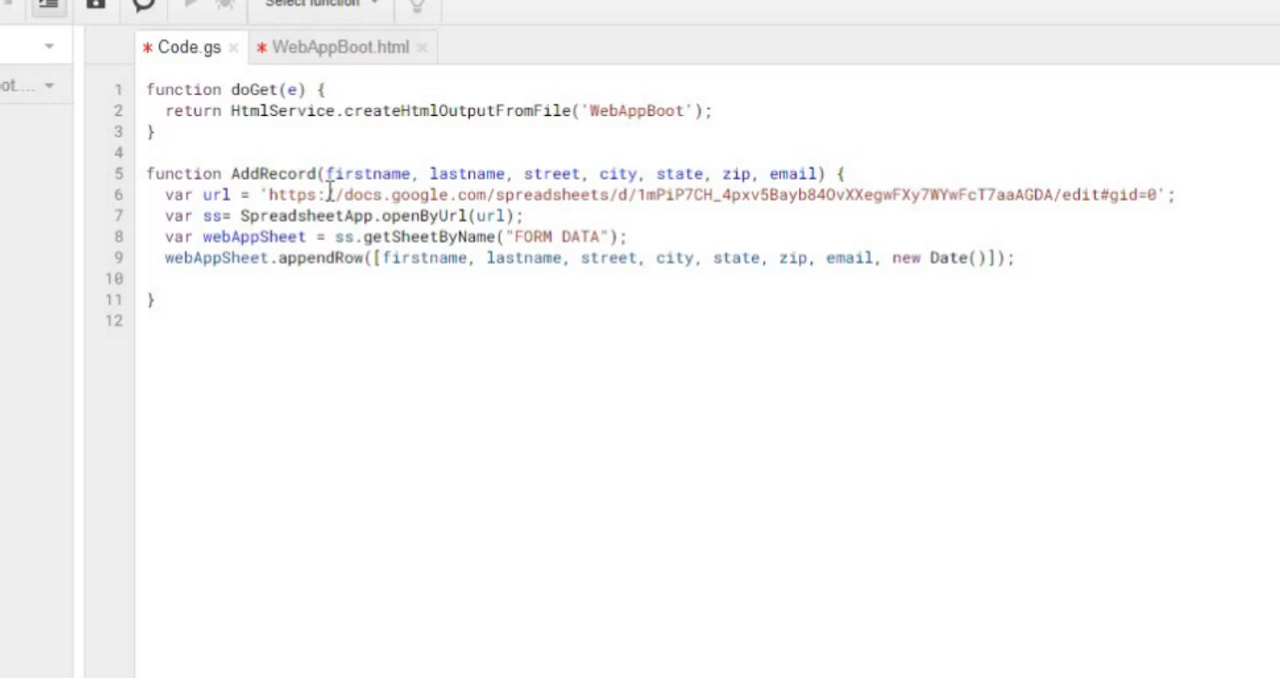 Select function
* Code.gs ×
* WebAppBoot.html ×
ot....
1 function doGet(e) {
2 return HtmlService.createHtmlOutputFromFile('WebAppBoot');
3 }
4
5 function AddRecord(firstname, lastname, street, city, state, zip, email) {
6 var url = 'https://docs.google.com/spreadsheets/d/1mPiP7CH_4pxv5Bayb84OvXXegwFXy7WYwFcT7aaAGDA/edit#gid=0';
7 var ss= SpreadsheetApp.openByUrl(url);
8 var webAppSheet = ss.getSheetByName("FORM DATA");
9 webAppSheet.appendRow([firstname, lastname, street, city, state, zip, email, new Date()]);
10
11 }
12